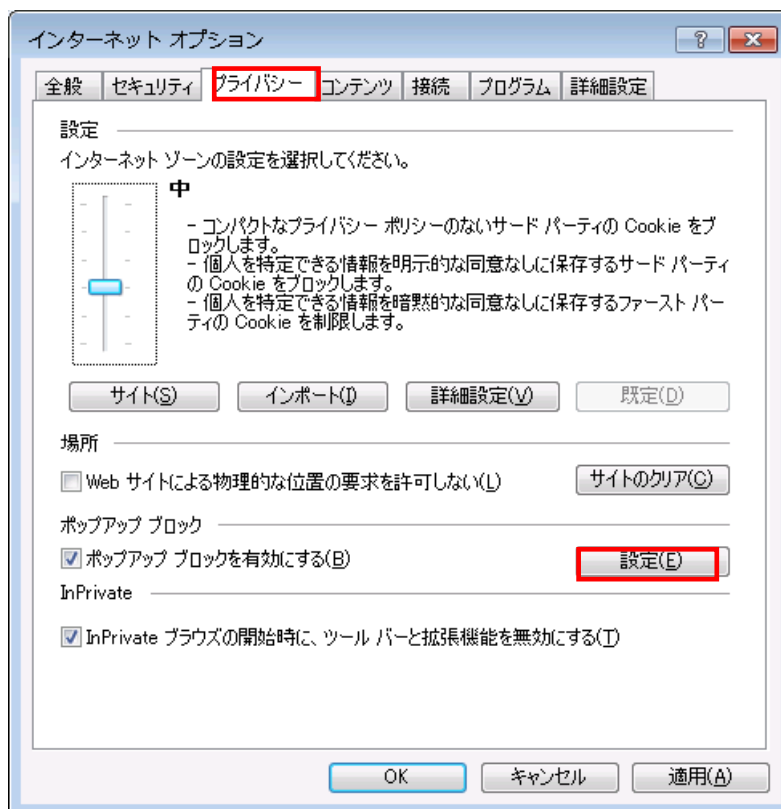 インターネット オプション
全般 セキュリティ プライバシー コンテンツ 接続 プログラム 詳細設定
設定
インターネット ゾーンの設定を選択してください。
中
- コンパクトなプライバシー ポリシーのないサード パーティの Cookie をブ
ロックします。
- 個人を特定できる情報を明示的な同意なしに保存するサード パーティ
の Cookie をブロックします。
- 個人を特定できる情報を暗黙的な同意なしに保存するファースト パー
ティの Cookie を制限します。
サイト(S) インポート(I) 詳細設定(V) 既定(D)
場所
Web サイトによる物理的な位置の要求を許可しない(L) サイトのクリア(C)
ポップアップ ブロック
ポップアップ ブロックを有効にする(B) 設定(E)
InPrivate
InPrivate ブラウズの開始時に、ツール バーと拡張機能を無効にする(T)
OK キャンセル 適用(A)